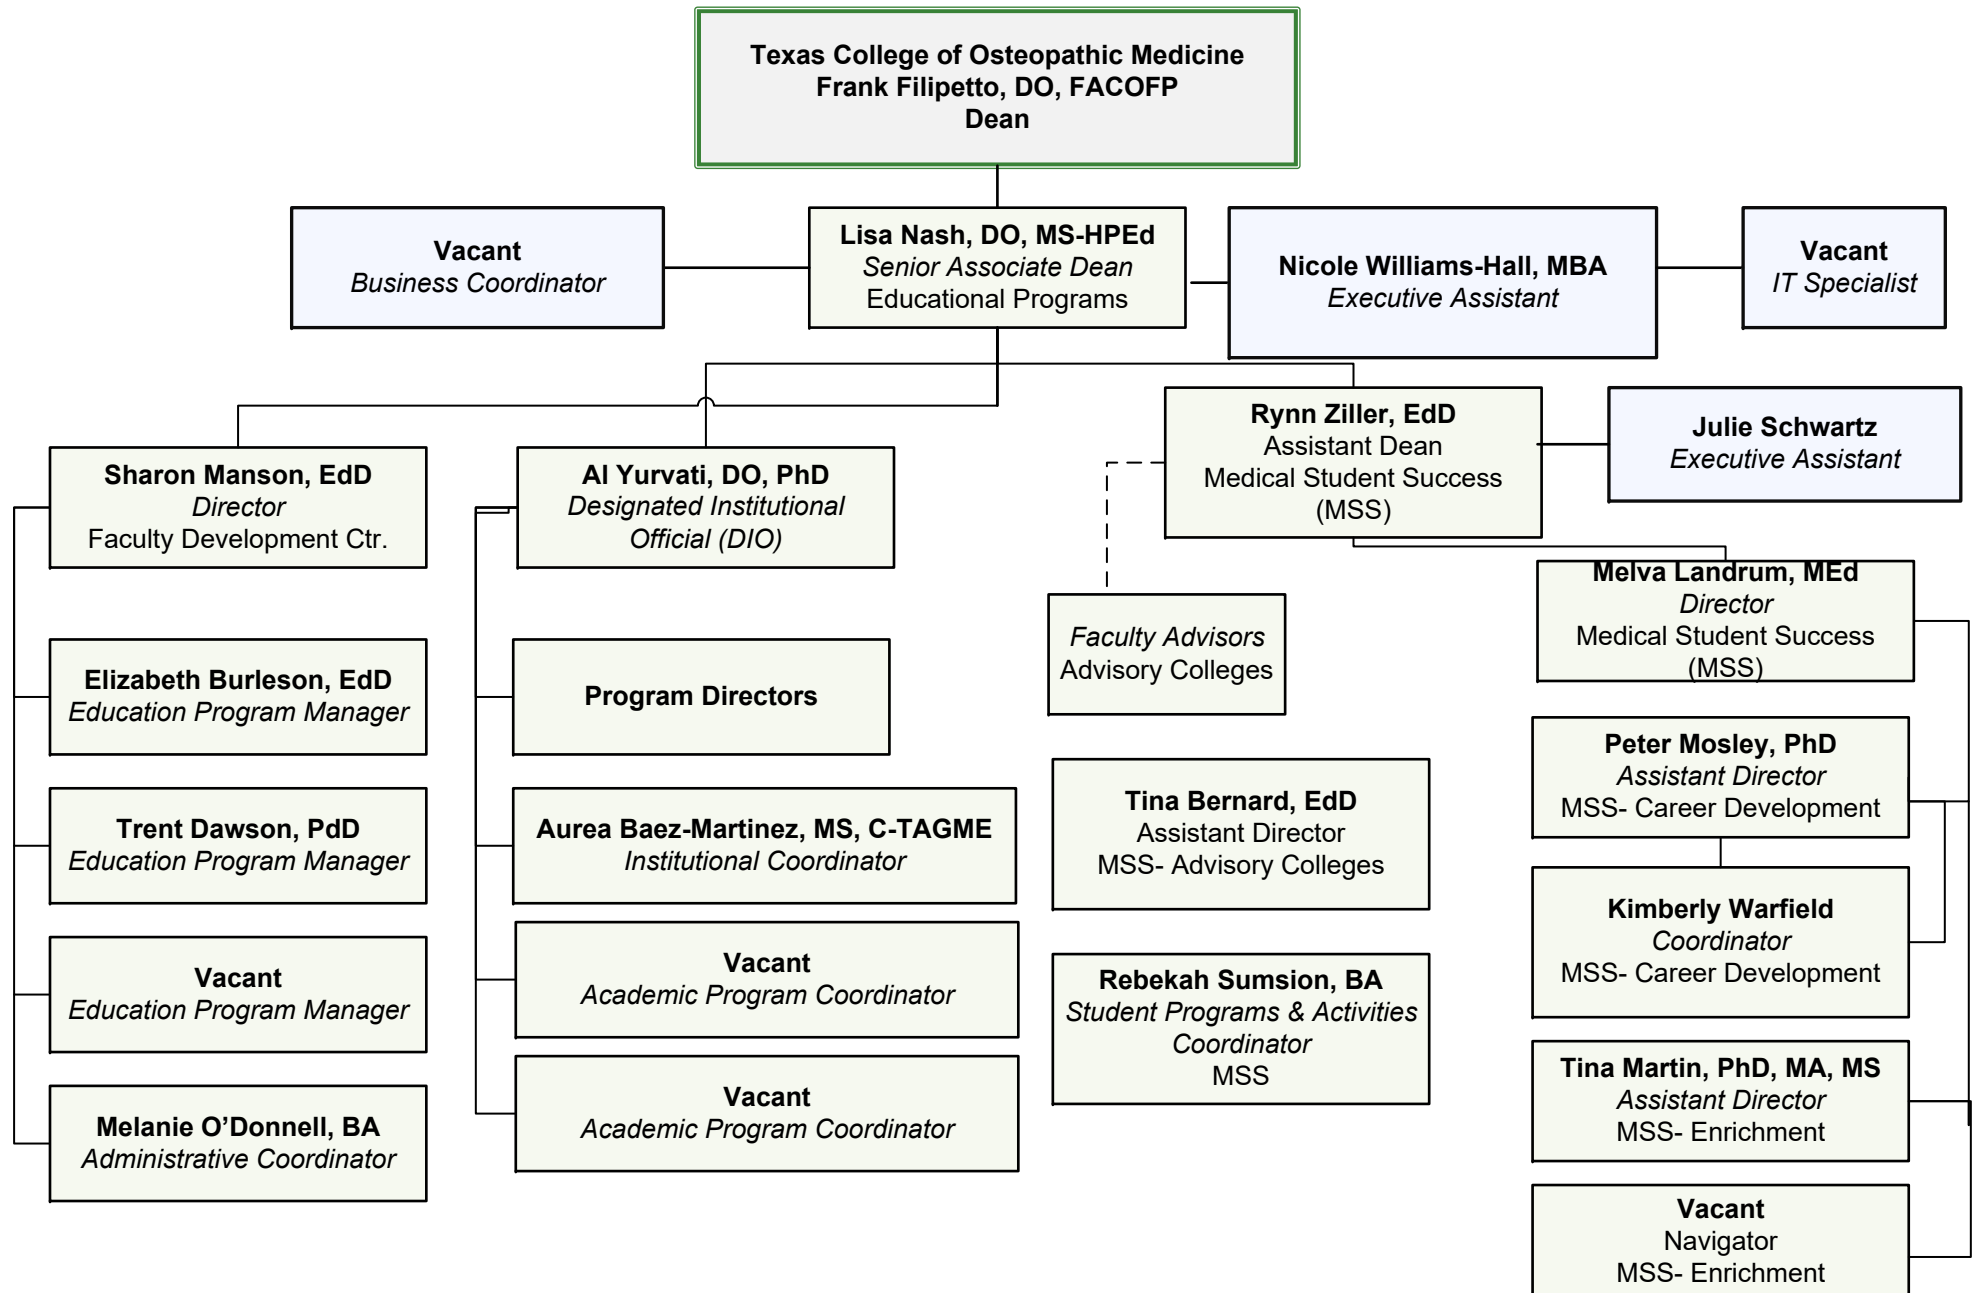 Texas College of Osteopathic Medicine
Frank Filipetto, DO, FACOFP
Dean
Vacant
Business Coordinator
Lisa Nash, DO, MS-HPEd
Senior Associate Dean
Educational Programs
Nicole Williams-Hall, MBA
Executive Assistant
Vacant
IT Specialist
Sharon Manson, EdD
Director
Faculty Development Ctr.
Elizabeth Burleson, EdD
Education Program Manager
Trent Dawson, PdD
Education Program Manager
Vacant
Education Program Manager
Melanie O’Donnell, BA
Administrative Coordinator
Al Yurvati, DO, PhD
Designated Institutional
Official (DIO)
Program Directors
Aurea Baez-Martinez, MS, C-TAGME
Institutional Coordinator
Vacant
Academic Program Coordinator
Vacant
Academic Program Coordinator
Rynn Ziller, EdD
Assistant Dean
Medical Student Success
(MSS)
Julie Schwartz
Executive Assistant
Faculty Advisors
Advisory Colleges
Tina Bernard, EdD
Assistant Director
MSS- Advisory Colleges
Rebekah Sumsion, BA
Student Programs & Activities
Coordinator
MSS
Melva Landrum, MEd
Director
Medical Student Success
(MSS)
Peter Mosley, PhD
Assistant Director
MSS- Career Development
Kimberly Warfield
Coordinator
MSS- Career Development
Tina Martin, PhD, MA, MS
Assistant Director
MSS- Enrichment
Vacant
Navigator
MSS- Enrichment